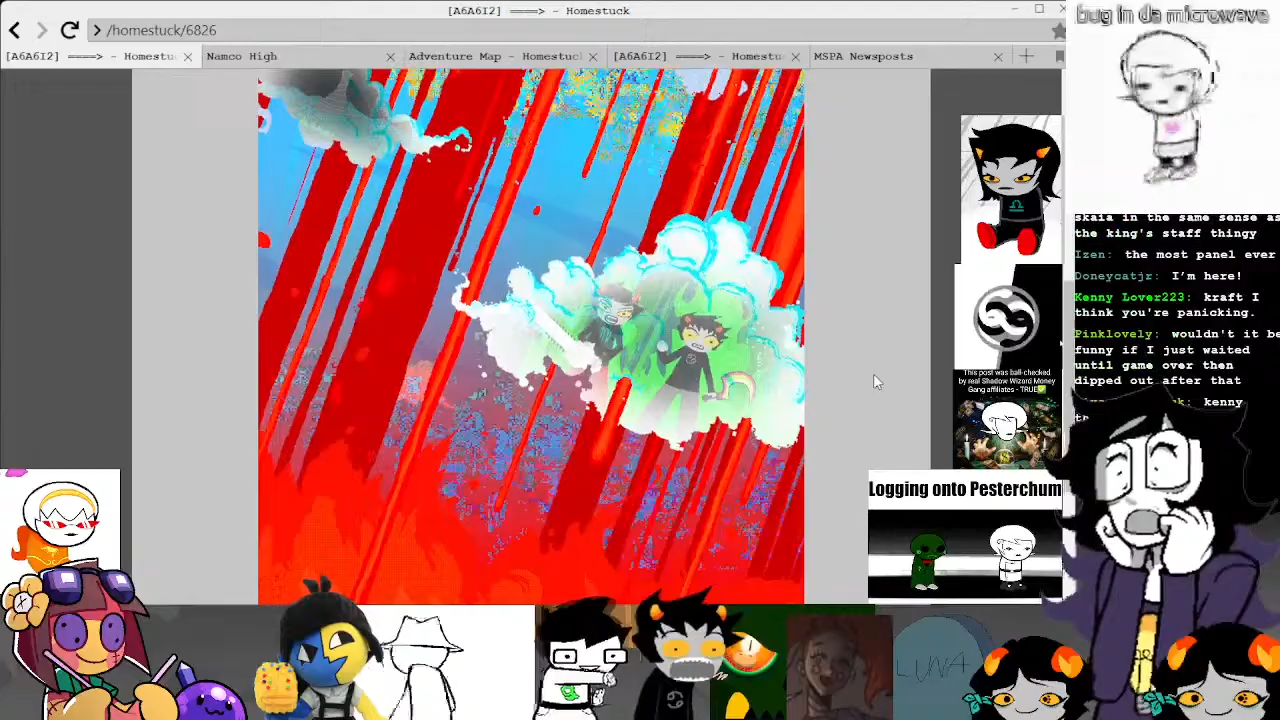 [A6A6I2] ====> - Homestuck
/homestuck/6826
[A6A6I2] ====> - Homestu
Namco High
Adventure Map - Homestuc
[A6A6I2] ====> - Homestu
MSPA Newsposts
bug in da microwave
skaia in the same sense as
the king's staff thingy
Izen: the most panel ever
Doneycatjr: I'm here!
Kenny Lover223: kraft I
think you're panicking.
Pinklovely: wouldn't it be
funny if I just waited
until game over then
dipped out after that
kenny
This post was ball-checked
by real Shadow Wizard Money
Gang affiliates - TRUE✅
Logging onto Pesterchum
LUNA